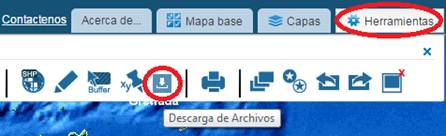 Contactenos Acerca de... Mapa base Capas Herramientas
SHP Buffer xy
Descarga de Archivos